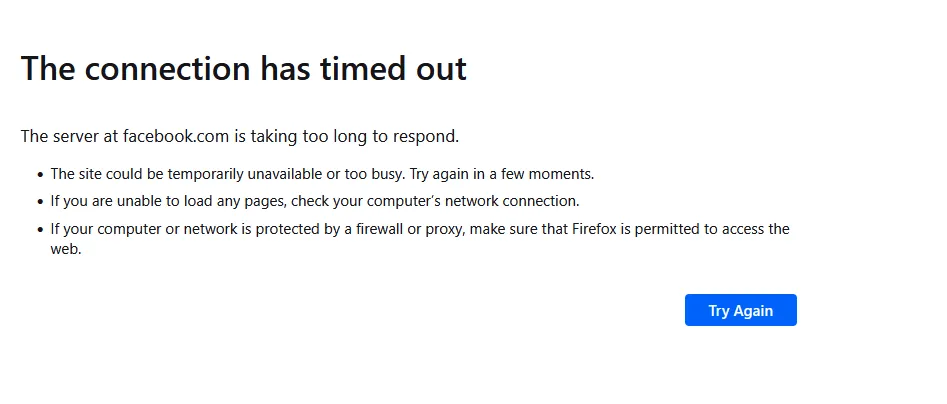 The connection has timed out
The server at facebook.com is taking too long to respond.
• The site could be temporarily unavailable or too busy. Try again in a few moments.
• If you are unable to load any pages, check your computer’s network connection.
• If your computer or network is protected by a firewall or proxy, make sure that Firefox is permitted to access the
web.
Try Again